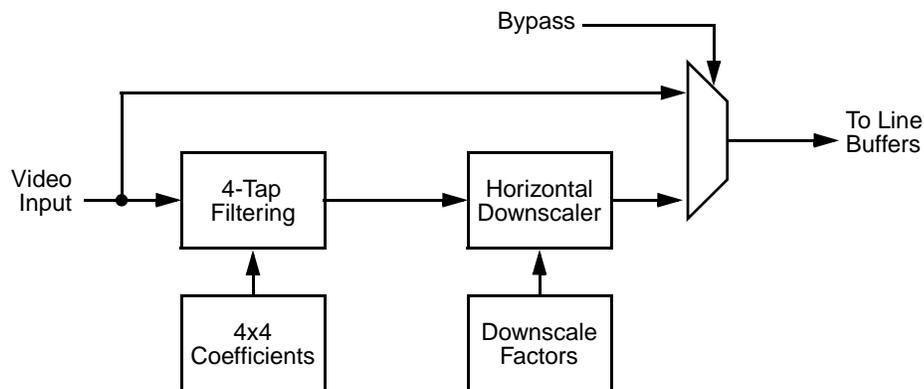 Bypass
To Line
Buffers
Video
Input
4-Tap
Filtering
Horizontal
Downscaler
4x4
Coefficients
Downscale
Factors